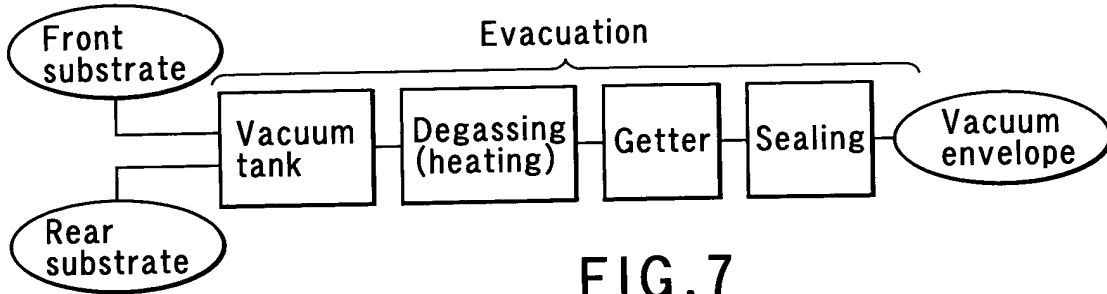 Evacuation
Front
substrate
Rear
substrate
Vacuum
tank
Degassing
(heating)
Getter
Sealing
Vacuum
envelope
FIG.7